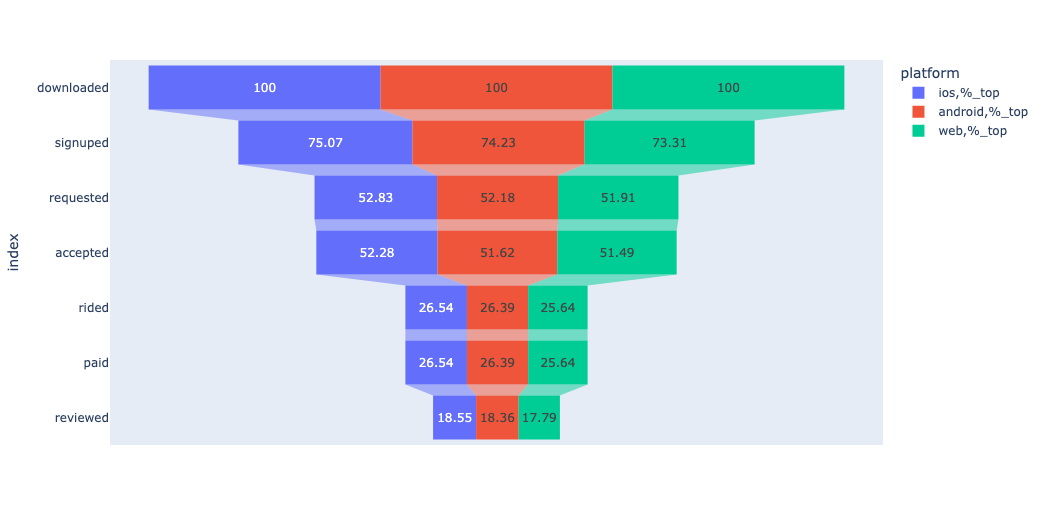 downloaded 100 100 100
signuped 75.07 74.23 73.31
requested 52.83 52.18 51.91
accepted 52.28 51.62 51.49
rided 26.54 26.39 25.64
paid 26.54 26.39 25.64
reviewed 18.55 18.36 17.79
index
platform
ios,%_top
android,%_top
web,%_top